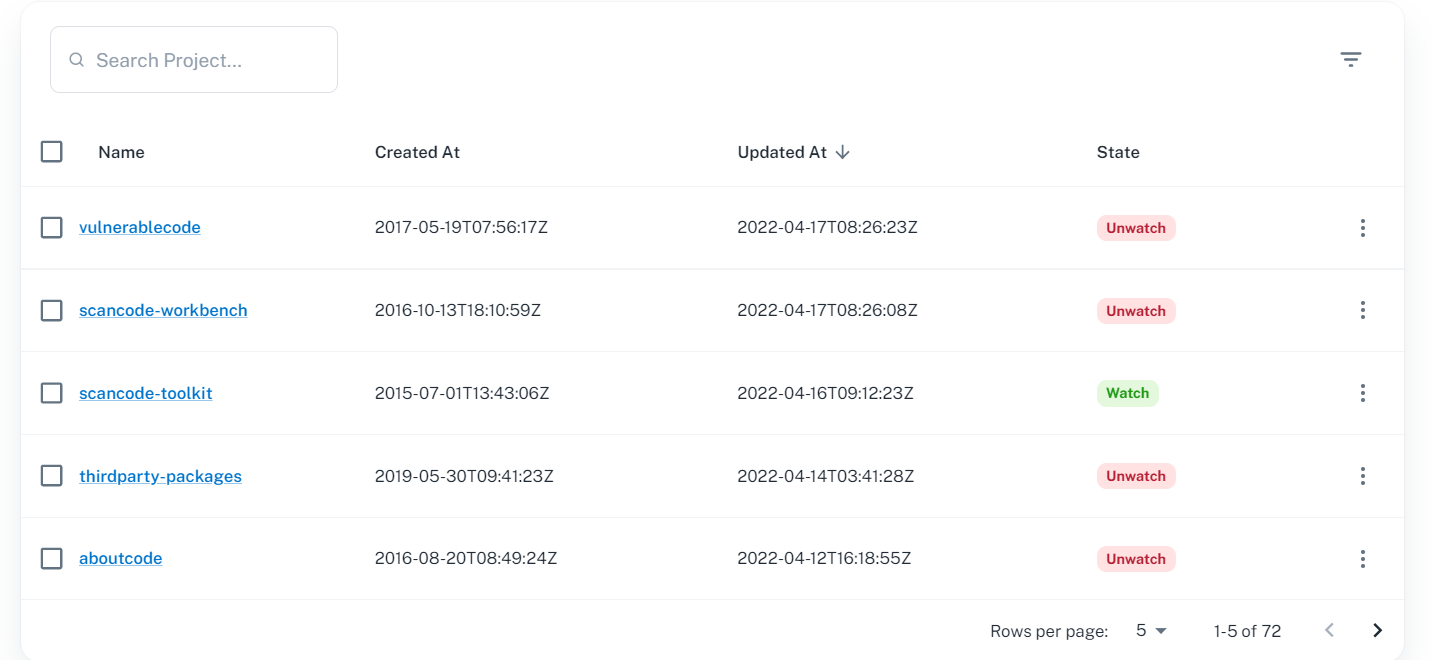 Search Project...
Name Created At Updated At State
vulnerablecode 2017-05-19T07:56:17Z 2022-04-17T08:26:23Z Unwatch
scancode-workbench 2016-10-13T18:10:59Z 2022-04-17T08:26:08Z Unwatch
scancode-toolkit 2015-07-01T13:43:06Z 2022-04-16T09:12:23Z Watch
thirdparty-packages 2019-05-30T09:41:23Z 2022-04-14T03:41:28Z Unwatch
aboutcode 2016-08-20T08:49:24Z 2022-04-12T16:18:55Z Unwatch
Rows per page: 5 1-5 of 72